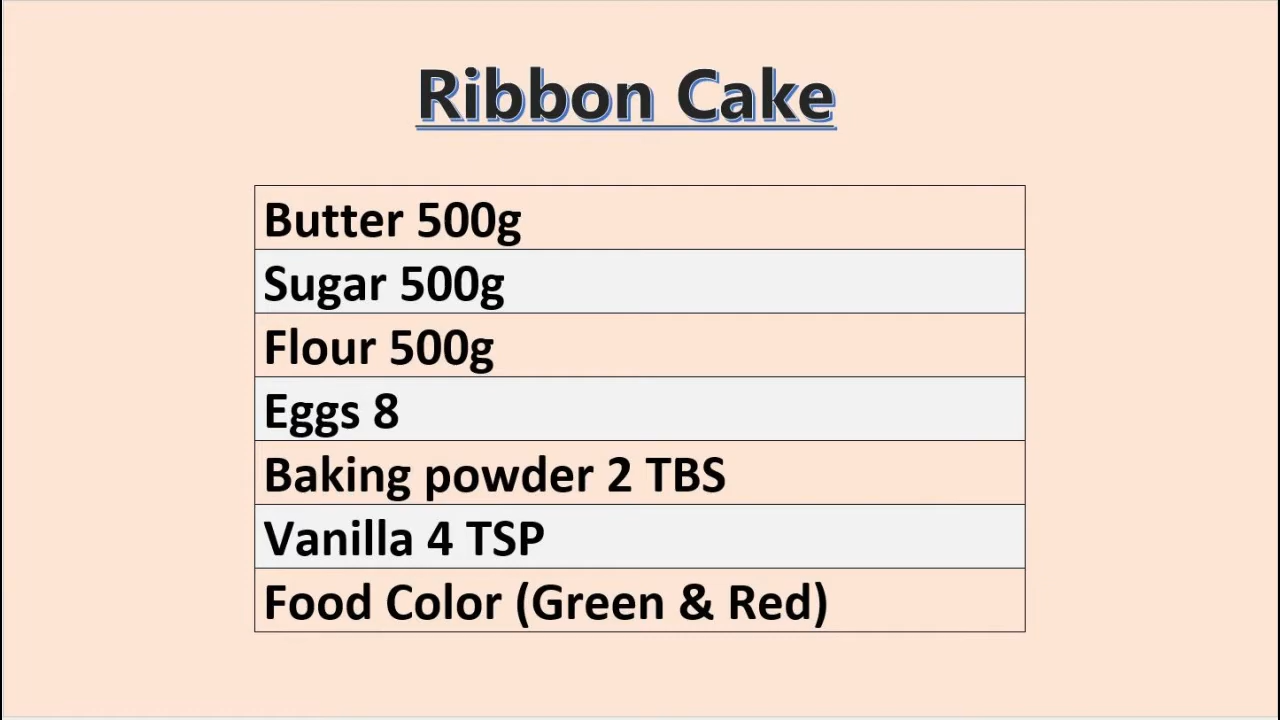 Ribbon Cake
Butter 500g
Sugar 500g
Flour 500g
Eggs 8
Baking powder 2 TBS
Vanilla 4 TSP
Food Color (Green & Red)